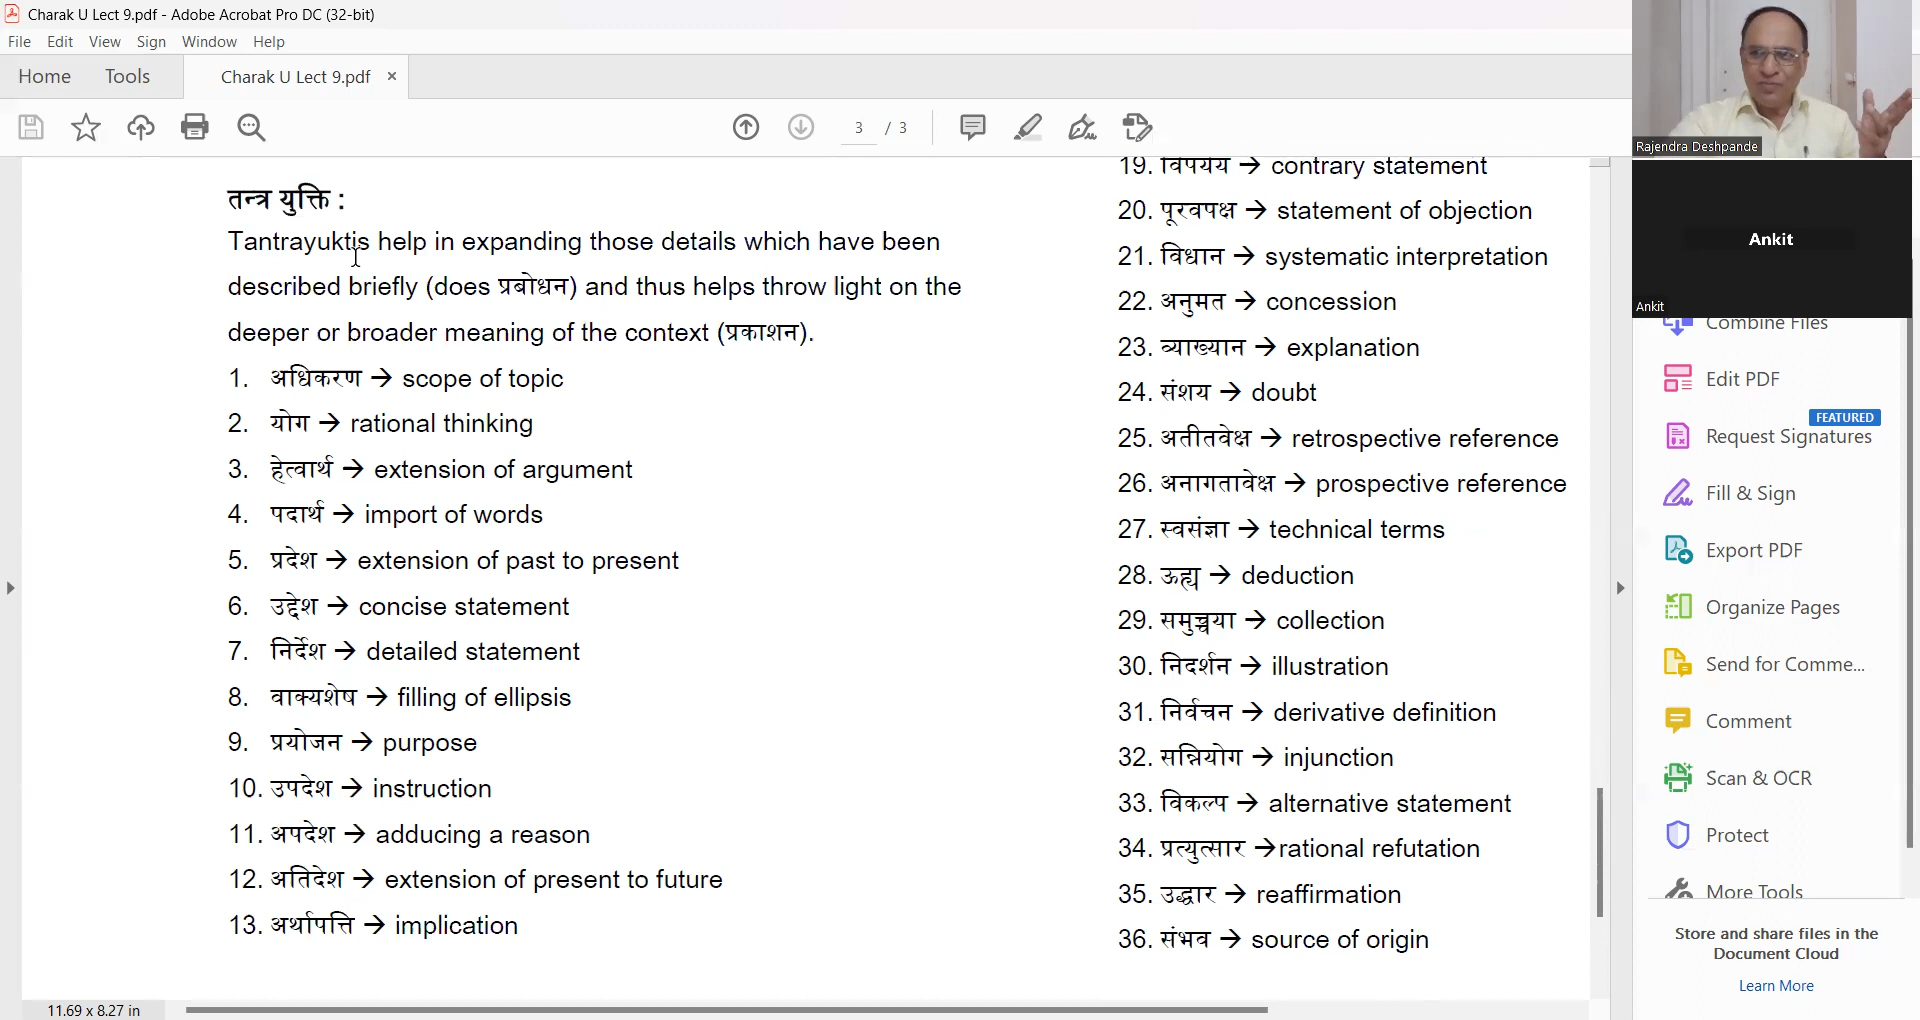 Charak U Lect 9.pdf - Adobe Acrobat Pro DC (32-bit)
File Edit View Sign Window Help
Home Tools Charak U Lect 9.pdf ×
3 / 3
तन्त्र युक्ति :
Tantrayuktis help in expanding those details which have been
described briefly (does प्रबोधन) and thus helps throw light on the
deeper or broader meaning of the context (प्रकाशन).
1. अधिकरण → scope of topic
2. योग → rational thinking
3. हेत्वार्थ → extension of argument
4. पदार्थ → import of words
5. प्रदेश → extension of past to present
6. उद्देश → concise statement
7. निर्देश → detailed statement
8. वाक्यशेष → filling of ellipsis
9. प्रयोजन → purpose
10. उपदेश → instruction
11. अपदेश → adducing a reason
12. अतिदेश → extension of present to future
13. अर्थापत्ति → implication
19. विपर्यय → contrary statement
20. पूरवपक्ष → statement of objection
21. विधान → systematic interpretation
22. अनुमत → concession
23. व्याख्यान → explanation
24. संशय → doubt
25. अतीतवेक्ष → retrospective reference
26. अनागतावेक्ष → prospective reference
27. स्वसंज्ञा → technical terms
28. ऊह्य → deduction
29. समुच्चया → collection
30. निदर्शन → illustration
31. निर्वचन → derivative definition
32. सन्नियोग → injunction
33. विकल्प → alternative statement
34. प्रत्युत्सार →rational refutation
35. उद्धार → reaffirmation
36. संभव → source of origin
11.69 x 8.27 in
Rajendra Deshpande
Ankit
Ankit
Combine Files
Edit PDF
FEATURED
Request Signatures
Fill & Sign
Export PDF
Organize Pages
Send for Comme...
Comment
Scan & OCR
Protect
More Tools
Store and share files in the
Document Cloud
Learn More